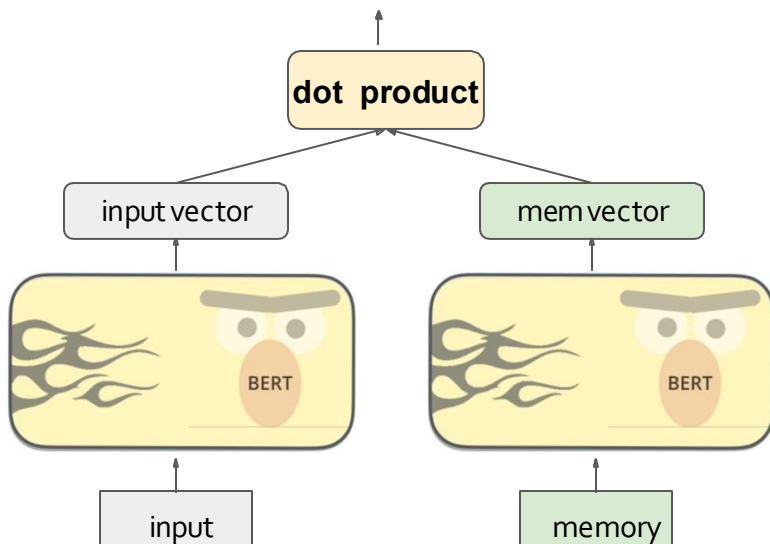 dot product
input vector
mem vector
BERT
BERT
input
memory